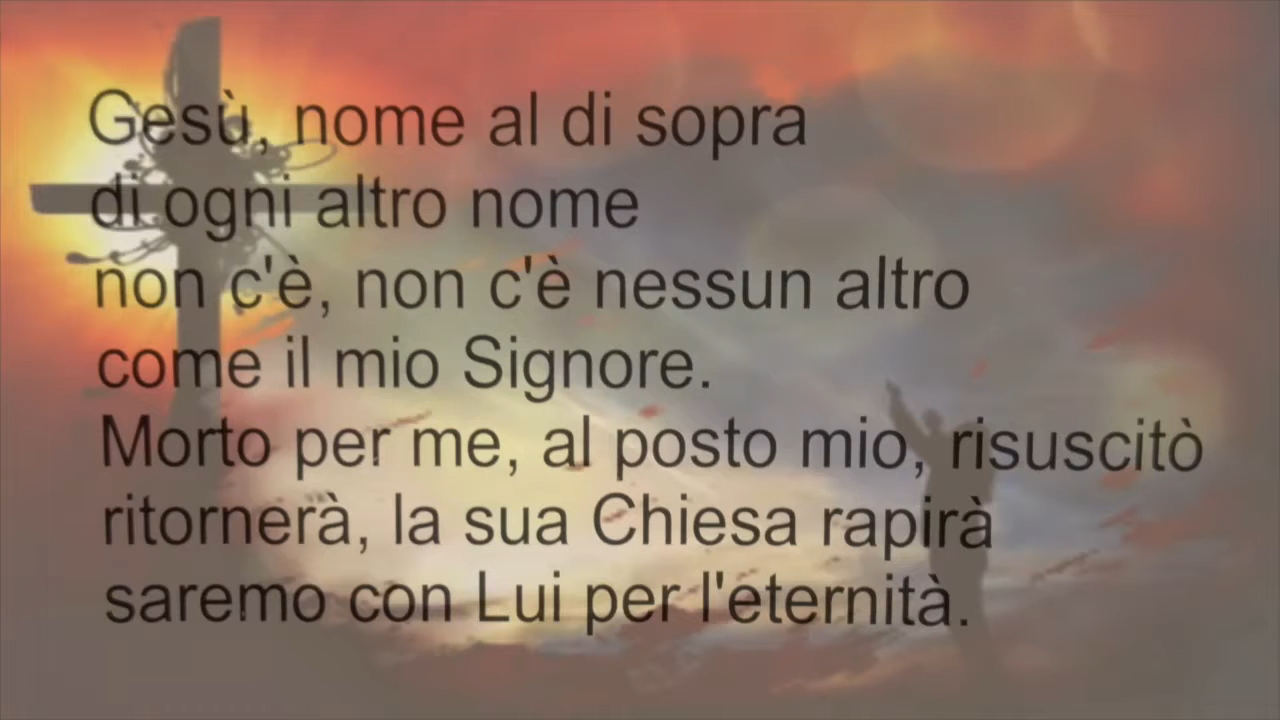 Gesù, nome al di sopra
di ogni altro nome
non c'è, non c'è nessun altro
come il mio Signore.
Morto per me, al posto mio, risuscitò
ritornerà, la sua Chiesa rapirà
saremo con Lui per l'eternità.